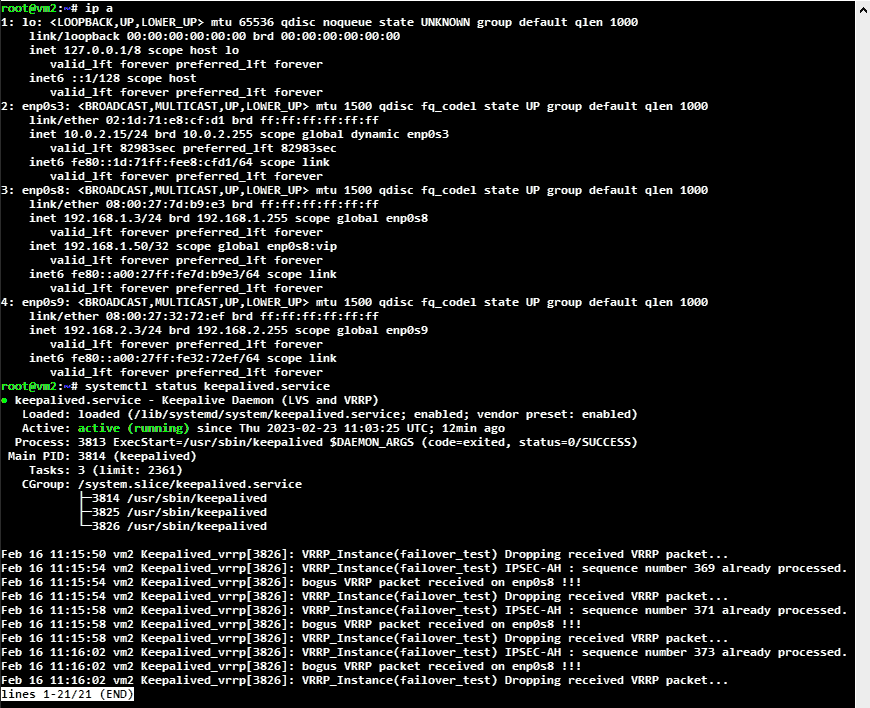 root@vm2:~# ip a
1: lo: <LOOPBACK,UP,LOWER_UP> mtu 65536 qdisc noqueue state UNKNOWN group default qlen 1000
    link/loopback 00:00:00:00:00:00 brd 00:00:00:00:00:00
    inet 127.0.0.1/8 scope host lo
       valid_lft forever preferred_lft forever
    inet6 ::1/128 scope host
       valid_lft forever preferred_lft forever
2: enp0s3: <BROADCAST,MULTICAST,UP,LOWER_UP> mtu 1500 qdisc fq_codel state UP group default qlen 1000
    link/ether 02:1d:71:e8:cf:d1 brd ff:ff:ff:ff:ff:ff
    inet 10.0.2.15/24 brd 10.0.2.255 scope global dynamic enp0s3
       valid_lft 82983sec preferred_lft 82983sec
    inet6 fe80::1d:71ff:fee8:cfd1/64 scope link
       valid_lft forever preferred_lft forever
3: enp0s8: <BROADCAST,MULTICAST,UP,LOWER_UP> mtu 1500 qdisc fq_codel state UP group default qlen 1000
    link/ether 08:00:27:7d:b9:e3 brd ff:ff:ff:ff:ff:ff
    inet 192.168.1.3/24 brd 192.168.1.255 scope global enp0s8
       valid_lft forever preferred_lft forever
    inet 192.168.1.50/32 scope global enp0s8:vip
       valid_lft forever preferred_lft forever
    inet6 fe80::a00:27ff:fe7d:b9e3/64 scope link
       valid_lft forever preferred_lft forever
4: enp0s9: <BROADCAST,MULTICAST,UP,LOWER_UP> mtu 1500 qdisc fq_codel state UP group default qlen 1000
    link/ether 08:00:27:32:72:ef brd ff:ff:ff:ff:ff:ff
    inet 192.168.2.3/24 brd 192.168.2.255 scope global enp0s9
       valid_lft forever preferred_lft forever
    inet6 fe80::a00:27ff:fe32:72ef/64 scope link
       valid_lft forever preferred_lft forever
root@vm2:~# systemctl status keepalived.service
● keepalived.service - Keepalive Daemon (LVS and VRRP)
   Loaded: loaded (/lib/systemd/system/keepalived.service; enabled; vendor preset: enabled)
   Active: active (running) since Thu 2023-02-23 11:03:25 UTC; 12min ago
  Process: 3813 ExecStart=/usr/sbin/keepalived $DAEMON_ARGS (code=exited, status=0/SUCCESS)
 Main PID: 3814 (keepalived)
    Tasks: 3 (limit: 2361)
   CGroup: /system.slice/keepalived.service
           ├─3814 /usr/sbin/keepalived
           ├─3825 /usr/sbin/keepalived
           └─3826 /usr/sbin/keepalived

Feb 16 11:15:50 vm2 Keepalived_vrrp[3826]: VRRP_Instance(failover_test) Dropping received VRRP packet...
Feb 16 11:15:54 vm2 Keepalived_vrrp[3826]: VRRP_Instance(failover_test) IPSEC-AH : sequence number 369 already processed.
Feb 16 11:15:54 vm2 Keepalived_vrrp[3826]: bogus VRRP packet received on enp0s8 !!!
Feb 16 11:15:54 vm2 Keepalived_vrrp[3826]: VRRP_Instance(failover_test) Dropping received VRRP packet...
Feb 16 11:15:58 vm2 Keepalived_vrrp[3826]: VRRP_Instance(failover_test) IPSEC-AH : sequence number 371 already processed.
Feb 16 11:15:58 vm2 Keepalived_vrrp[3826]: bogus VRRP packet received on enp0s8 !!!
Feb 16 11:15:58 vm2 Keepalived_vrrp[3826]: VRRP_Instance(failover_test) Dropping received VRRP packet...
Feb 16 11:16:02 vm2 Keepalived_vrrp[3826]: VRRP_Instance(failover_test) IPSEC-AH : sequence number 373 already processed.
Feb 16 11:16:02 vm2 Keepalived_vrrp[3826]: bogus VRRP packet received on enp0s8 !!!
Feb 16 11:16:02 vm2 Keepalived_vrrp[3826]: VRRP_Instance(failover_test) Dropping received VRRP packet...
lines 1-21/21 (END)